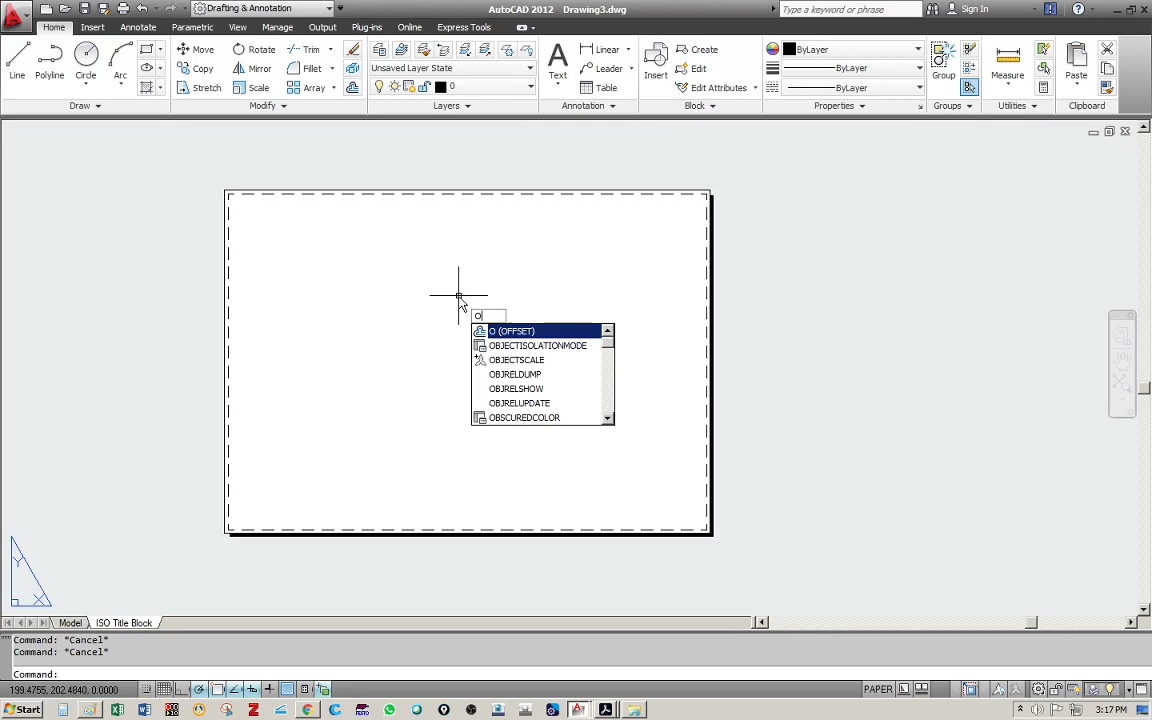 Drafting & Annotation
AutoCAD 2012 Drawing3.dwg
Type a keyword or phrase
Sign In
Home Insert Annotate Parametric View Manage Output Plug-ins Online Express Tools
Line Polyline Circle Arc
Move Rotate Trim
Copy Mirror Fillet
Stretch Scale Array
Unsaved Layer State
0
Text
Linear
Leader
Table
Insert
Create
Edit
Edit Attributes
ByLayer
ByLayer
ByLayer
Group
Measure
Paste
Draw Modify Layers Annotation Block Properties Groups Utilities Clipboard
O
O (OFFSET)
OBJECTISOLATIONMODE
OBJECTSCALE
OBJRELDUMP
OBJRELSHOW
OBJRELUPDATE
OBSCUREDCOLOR
Y
X
Model ISO Title Block
Command: *Cancel*
Command: *Cancel*
Command:
199.4755, 202.4840, 0.0000
PAPER
Start
3:17 PM